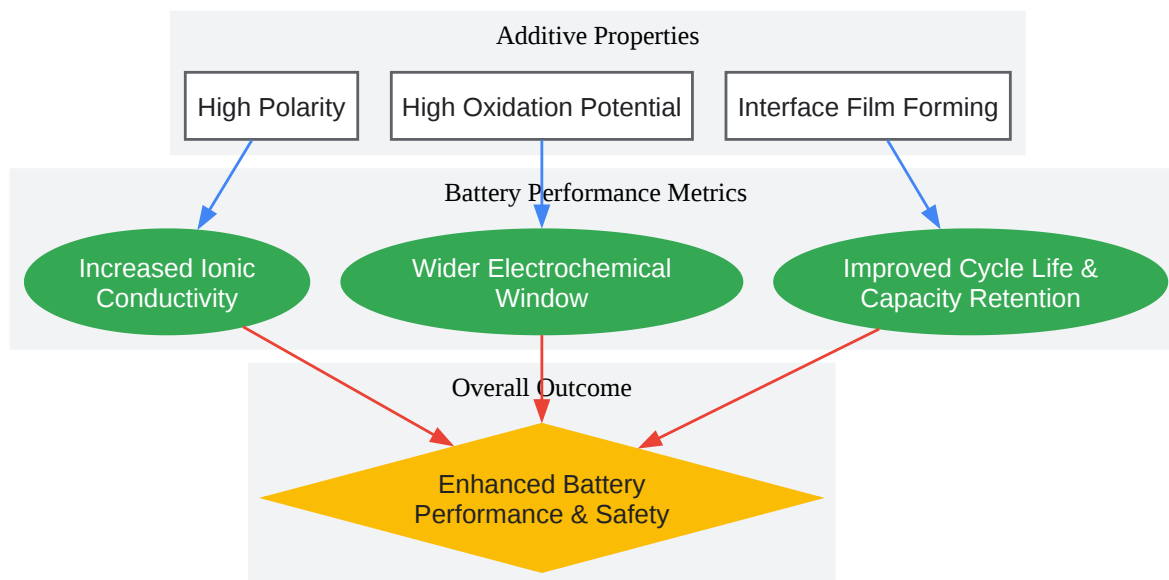 Additive Properties
High Polarity
High Oxidation Potential
Interface Film Forming
Battery Performance Metrics
Increased Ionic
Conductivity
Wider Electrochemical
Window
Improved Cycle Life &
Capacity Retention
Overall Outcome
Enhanced Battery
Performance & Safety